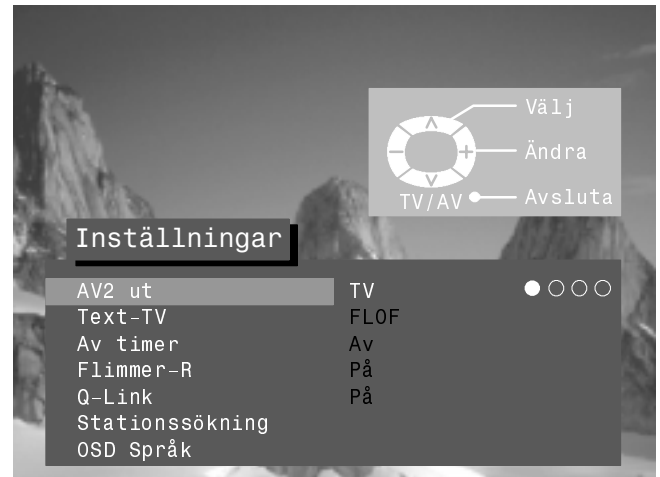 Välj
Ändra
TV/AV Avsluta
Inställningar
AV2 ut TV
Text-TV FLOF
Av timer Av
Flimmer-R På
Q-Link På
Stationssökning
OSD Språk